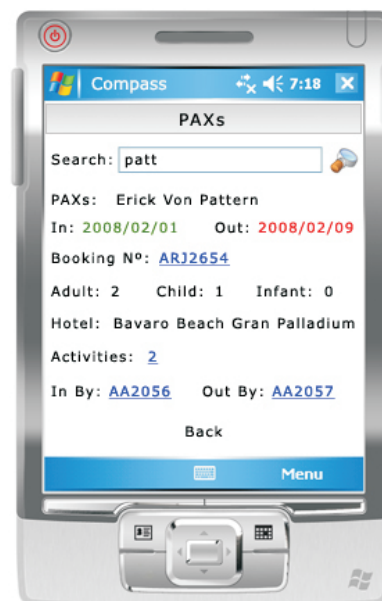 Compass 7:18
PAXs
Search: patt
PAXs: Erick Von Pattern
In: 2008/02/01 Out: 2008/02/09
Booking Nº: ARJ2654
Adult: 2 Child: 1 Infant: 0
Hotel: Bavaro Beach Gran Palladium
Activities: 2
In By: AA2056 Out By: AA2057
Back
Menu